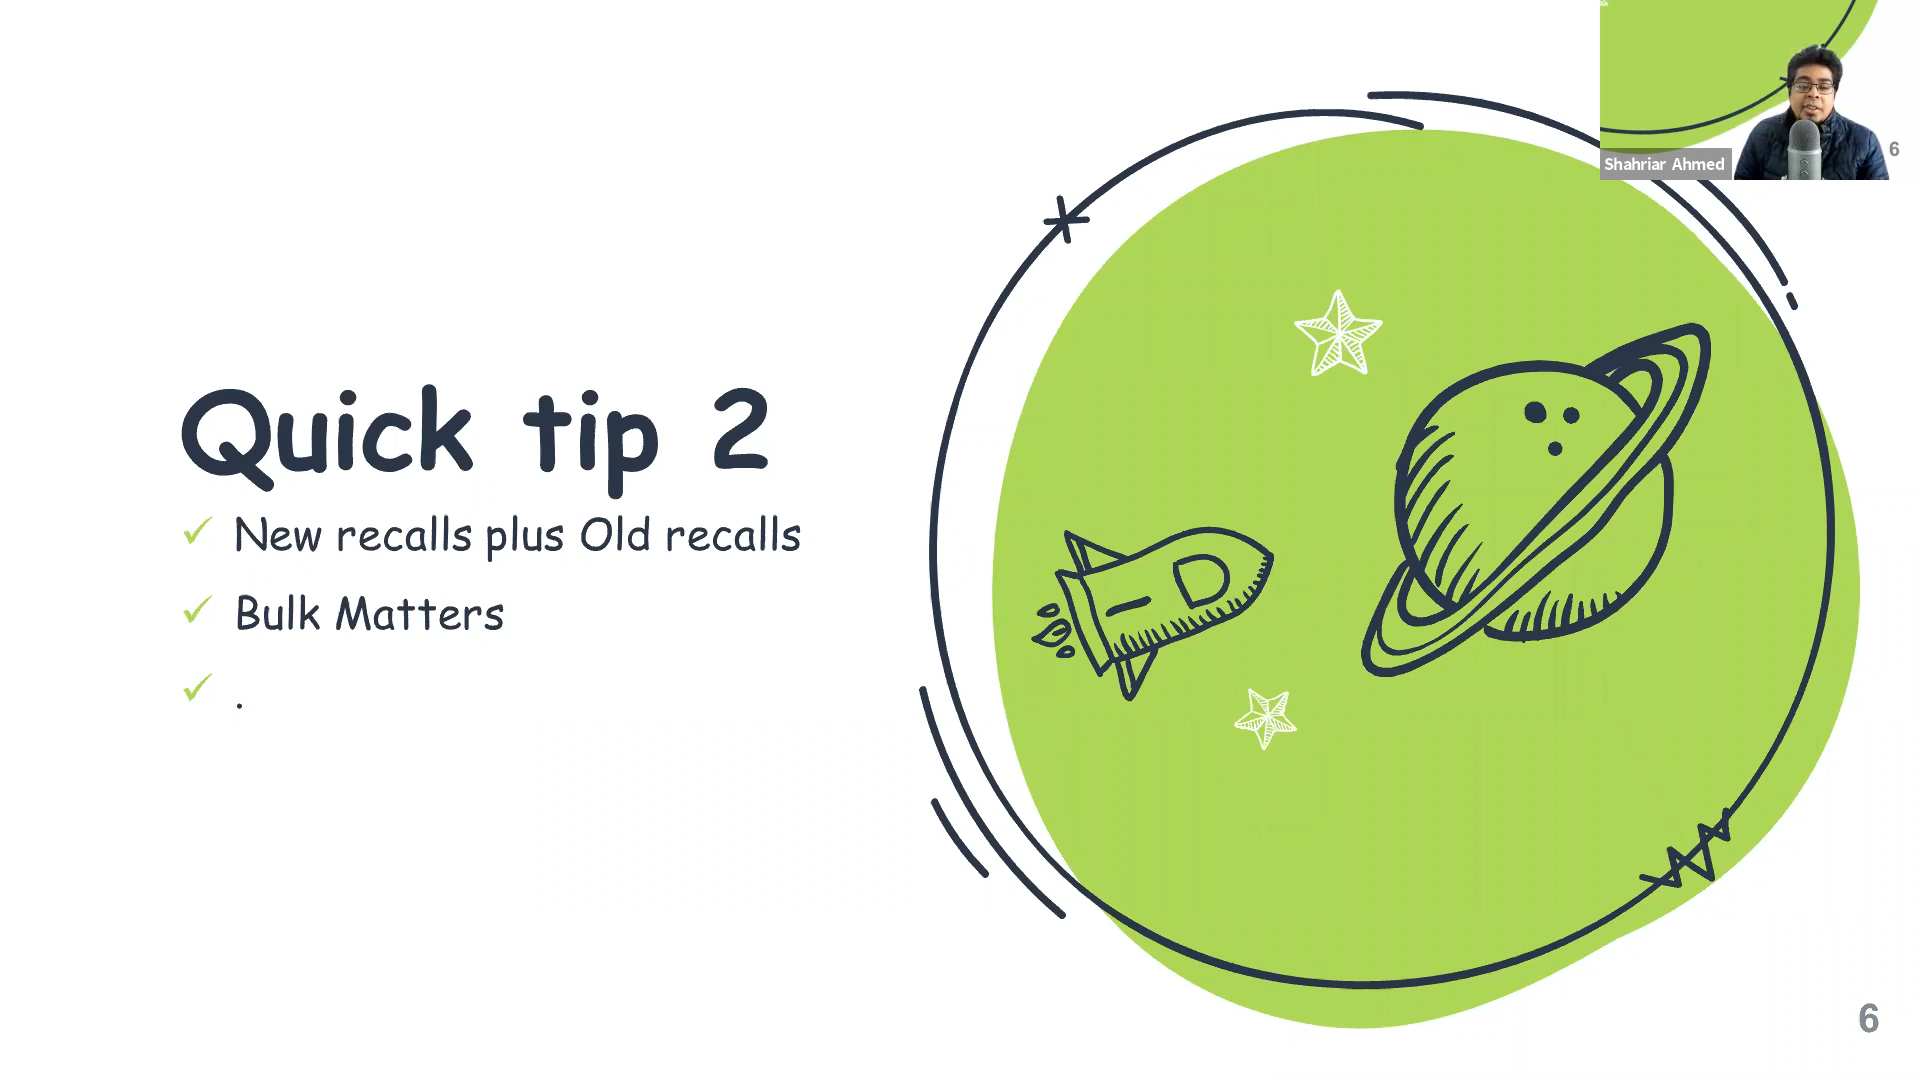 Quick tip 2
New recalls plus Old recalls
Bulk Matters
.
Shahriar Ahmed
6
6